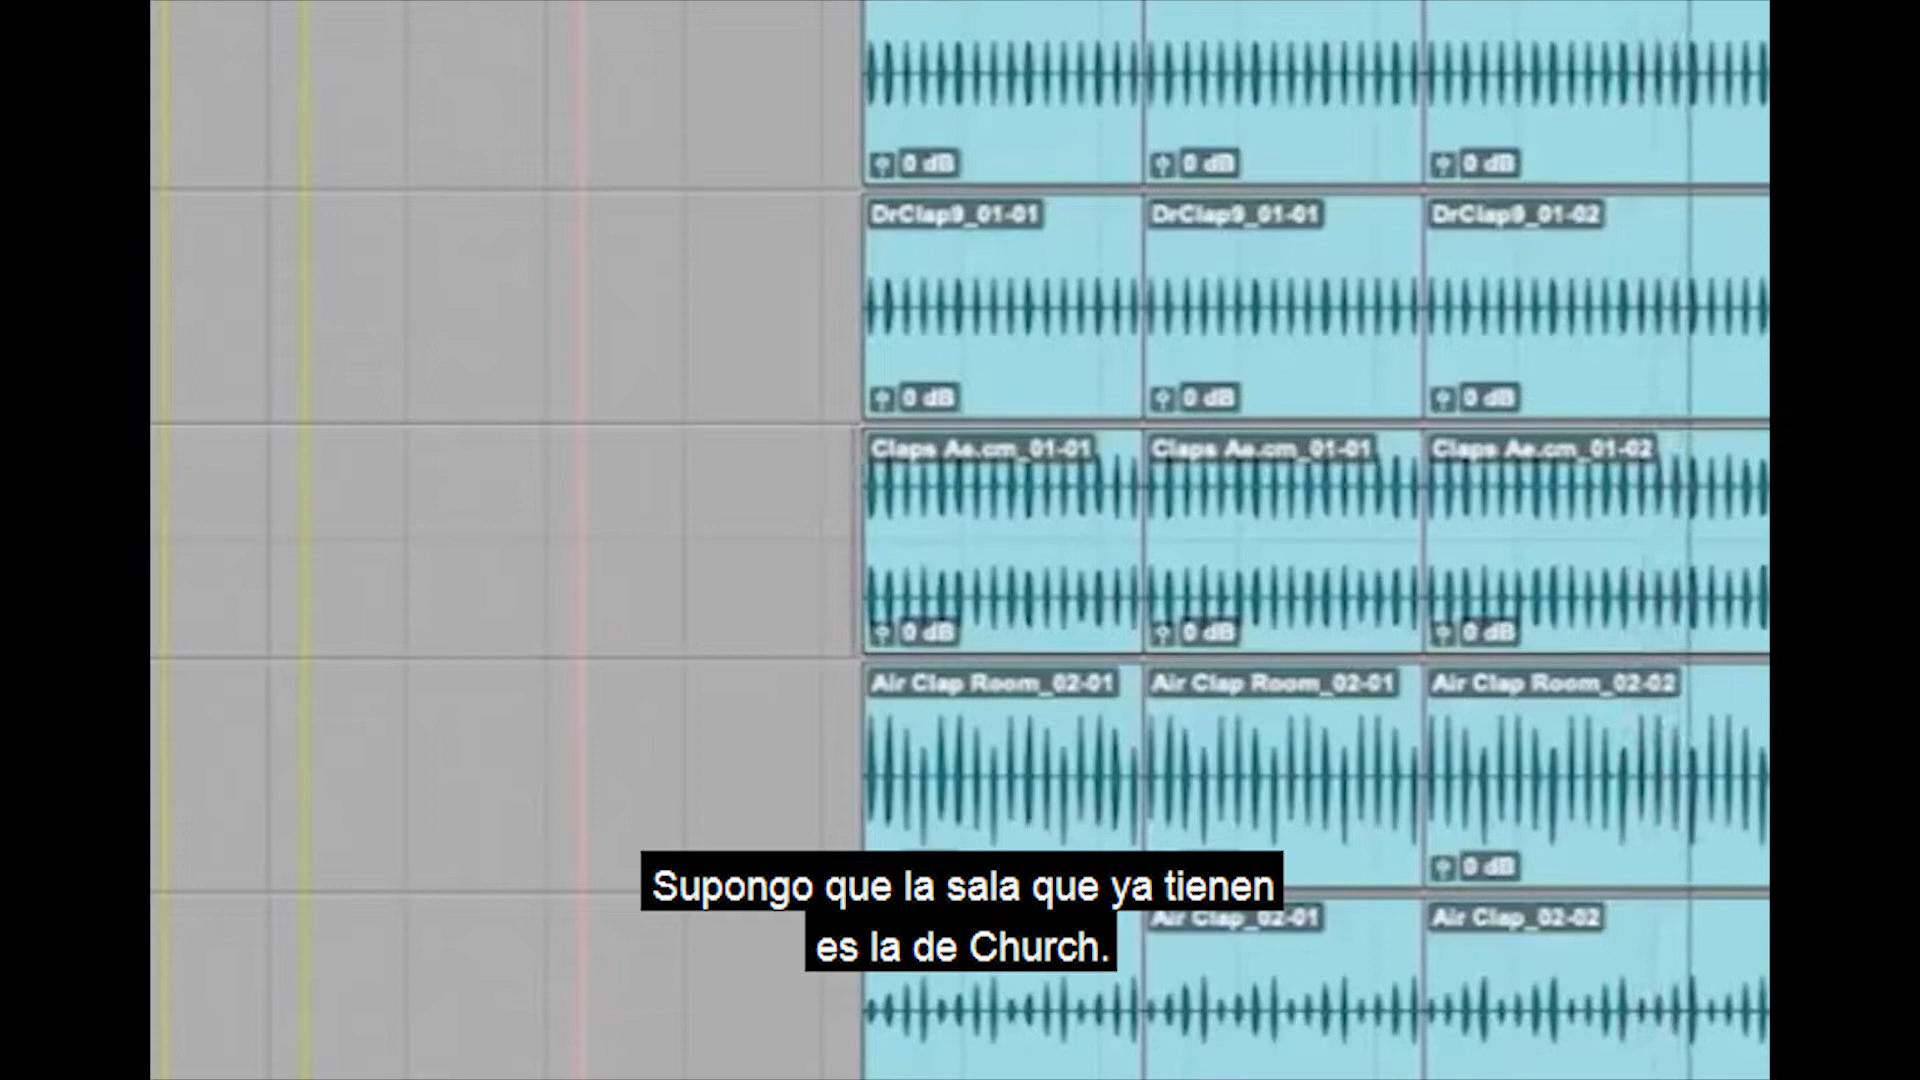 0 dB 0 dB 0 dB
DrClap9_01-01 DrClap9_01-01 DrClap9_01-02
0 dB 0 dB 0 dB
Claps Ae.cm_01-01 Claps Ae.cm_01-01 Claps Ae.cm_01-02
0 dB 0 dB 0 dB
Air Clap Room_02-01 Air Clap Room_02-01 Air Clap Room_02-02
0 dB
Supongo que la sala que ya tienen
es la de Church.
Air Clap_02-01 Air Clap_02-02